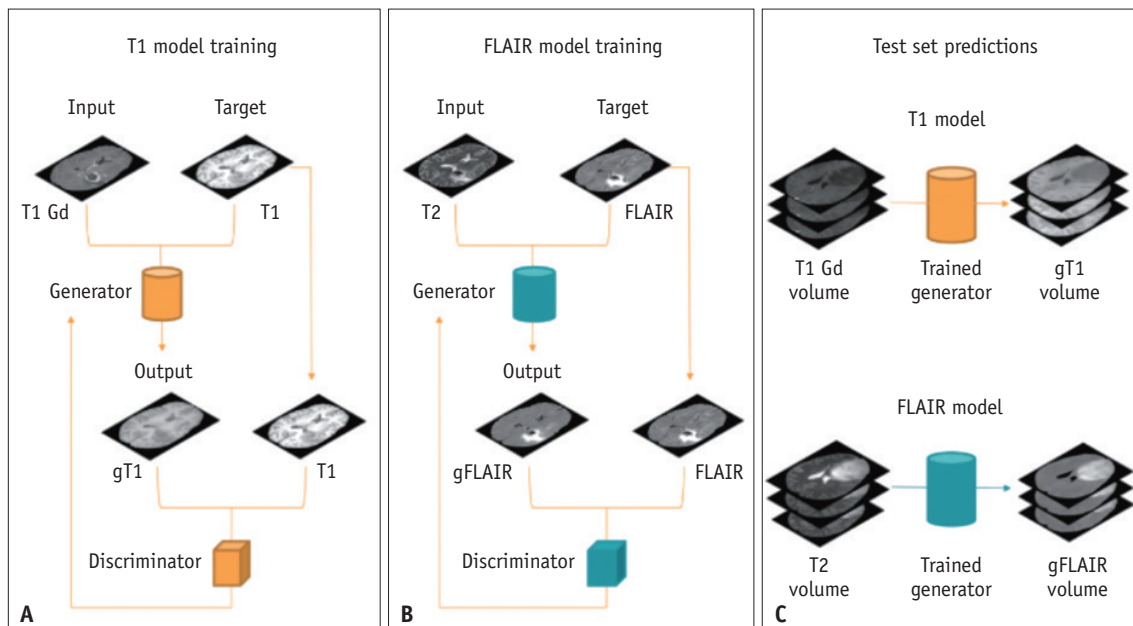 T1 model training
Input
Target
T1 Gd
T1
Generator
Output
gT1
T1
Discriminator
A
FLAIR model training
Input
Target
T2
FLAIR
Generator
Output
gFLAIR
FLAIR
Discriminator
B
Test set predictions
T1 model
T1 Gd
volume
Trained
generator
gT1
volume
FLAIR model
T2
volume
Trained
generator
gFLAIR
volume
C